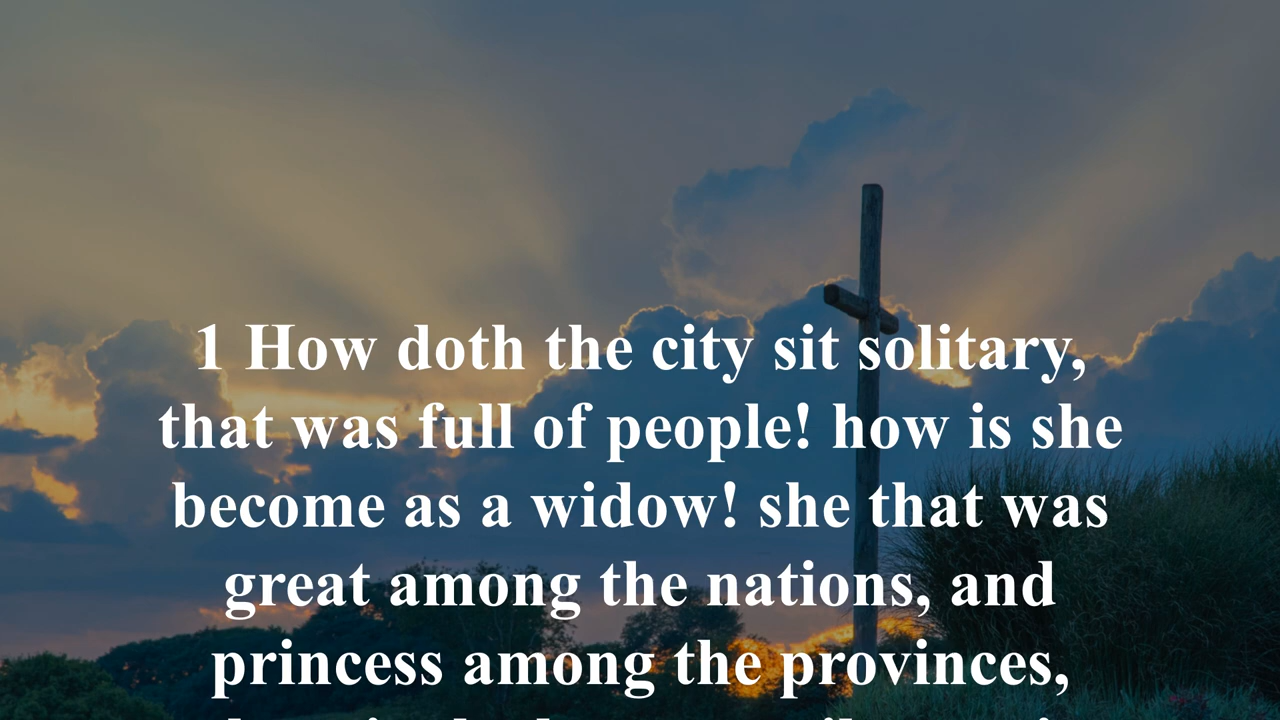 1 How doth the city sit solitary,
that was full of people! how is she
become as a widow! she that was
great among the nations, and
princess among the provinces,